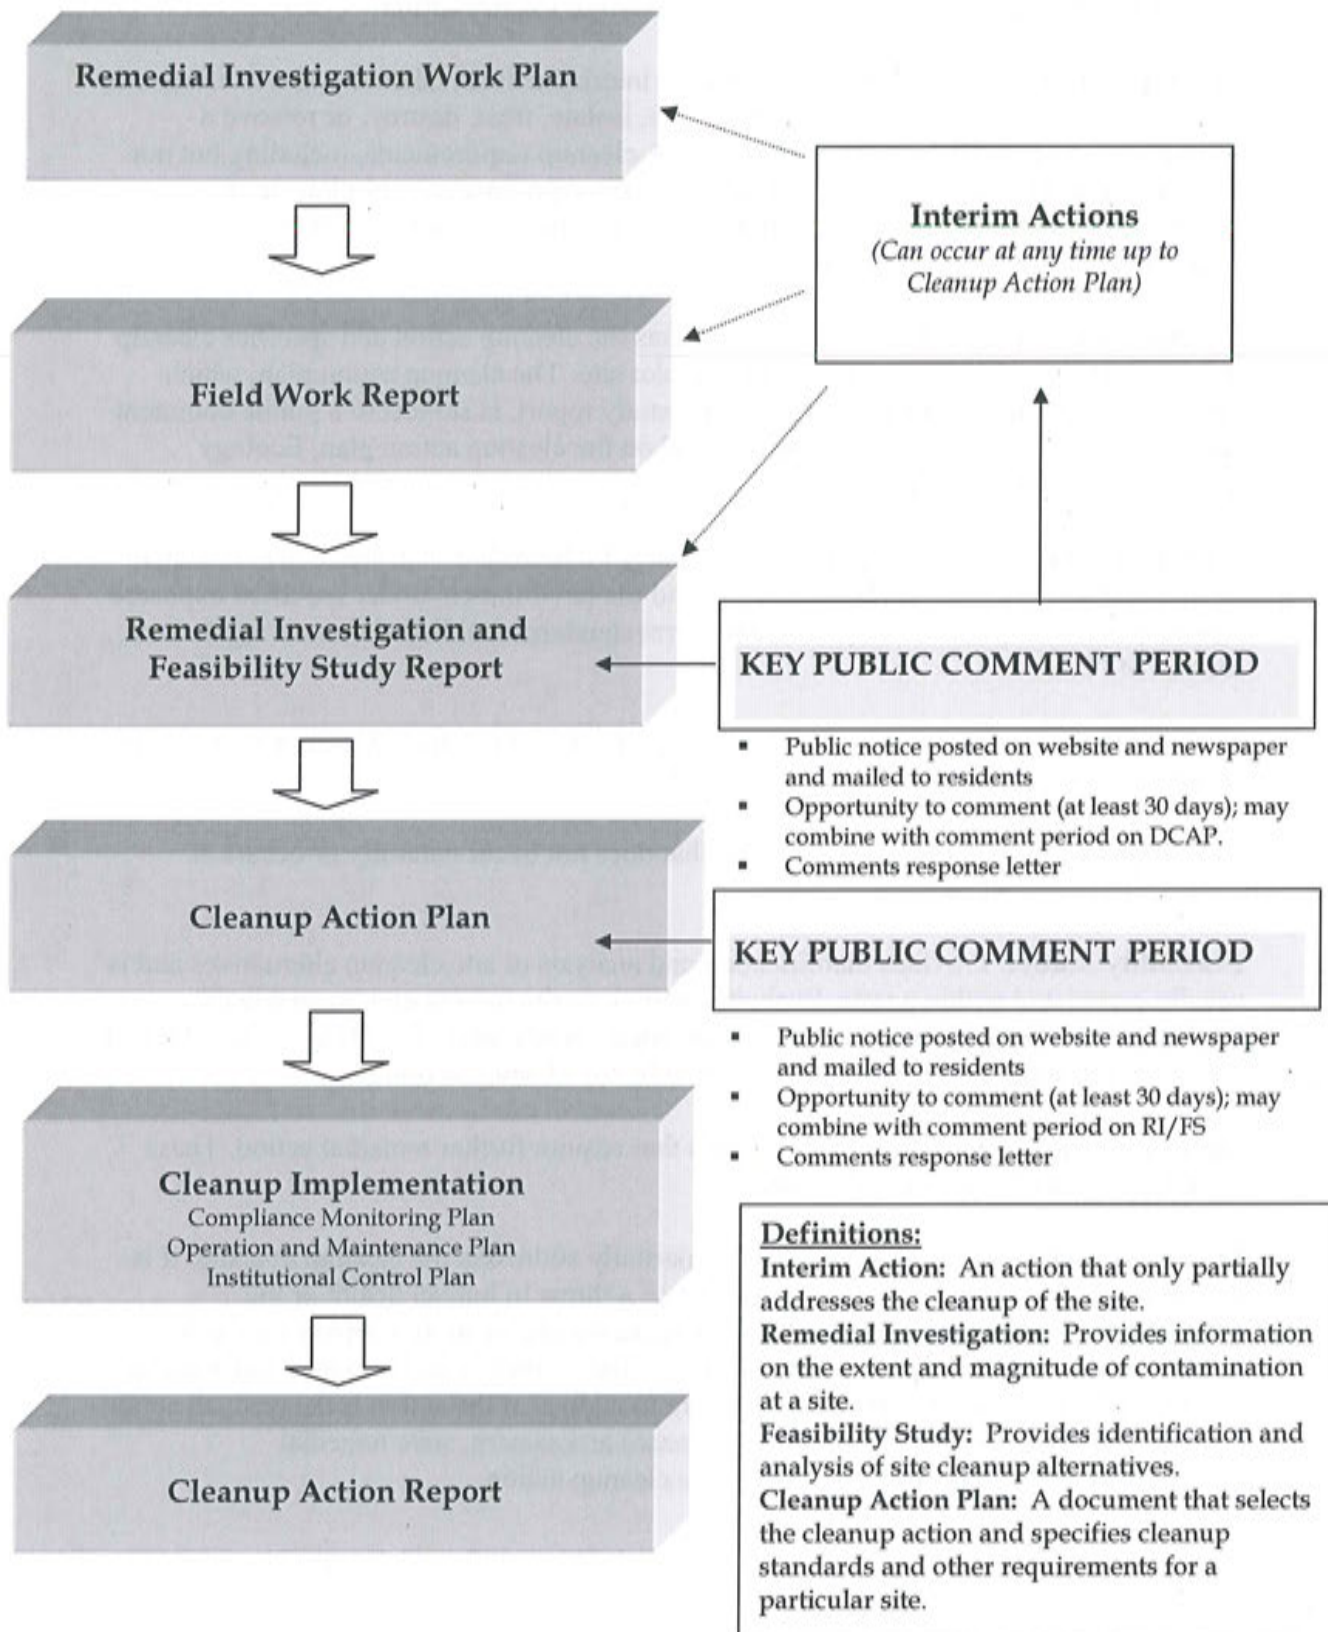 Remedial Investigation Work Plan
Interim Actions
(Can occur at any time up to
Cleanup Action Plan)
Field Work Report
Remedial Investigation and
Feasibility Study Report
KEY PUBLIC COMMENT PERIOD
▪ Public notice posted on website and newspaper
and mailed to residents
▪ Opportunity to comment (at least 30 days); may
combine with comment period on DCAP.
▪ Comments response letter
Cleanup Action Plan
KEY PUBLIC COMMENT PERIOD
▪ Public notice posted on website and newspaper
and mailed to residents
▪ Opportunity to comment (at least 30 days); may
combine with comment period on RI/FS
▪ Comments response letter
Cleanup Implementation
Compliance Monitoring Plan
Operation and Maintenance Plan
Institutional Control Plan
Cleanup Action Report
Definitions:
Interim Action: An action that only partially
addresses the cleanup of the site.
Remedial Investigation: Provides information
on the extent and magnitude of contamination
at a site.
Feasibility Study: Provides identification and
analysis of site cleanup alternatives.
Cleanup Action Plan: A document that selects
the cleanup action and specifies cleanup
standards and other requirements for a
particular site.